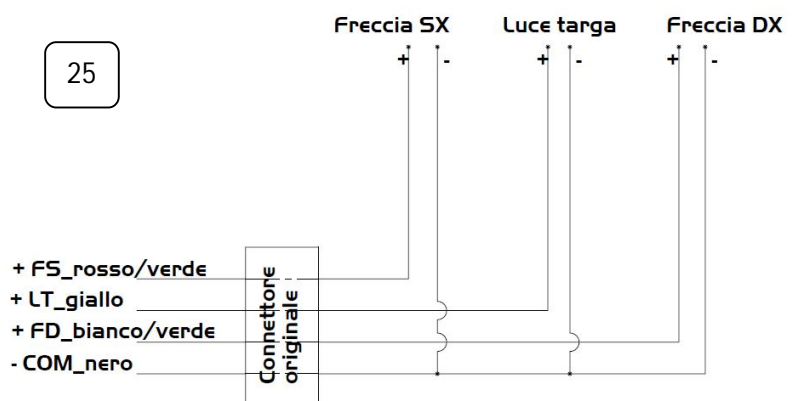 Freccia SX Luce targa Freccia DX
+ - + - + -
25
+ FS_rosso/verde
+ LT_giallo
+ FD_bianco/verde
- COM_nero
Connettore
originale